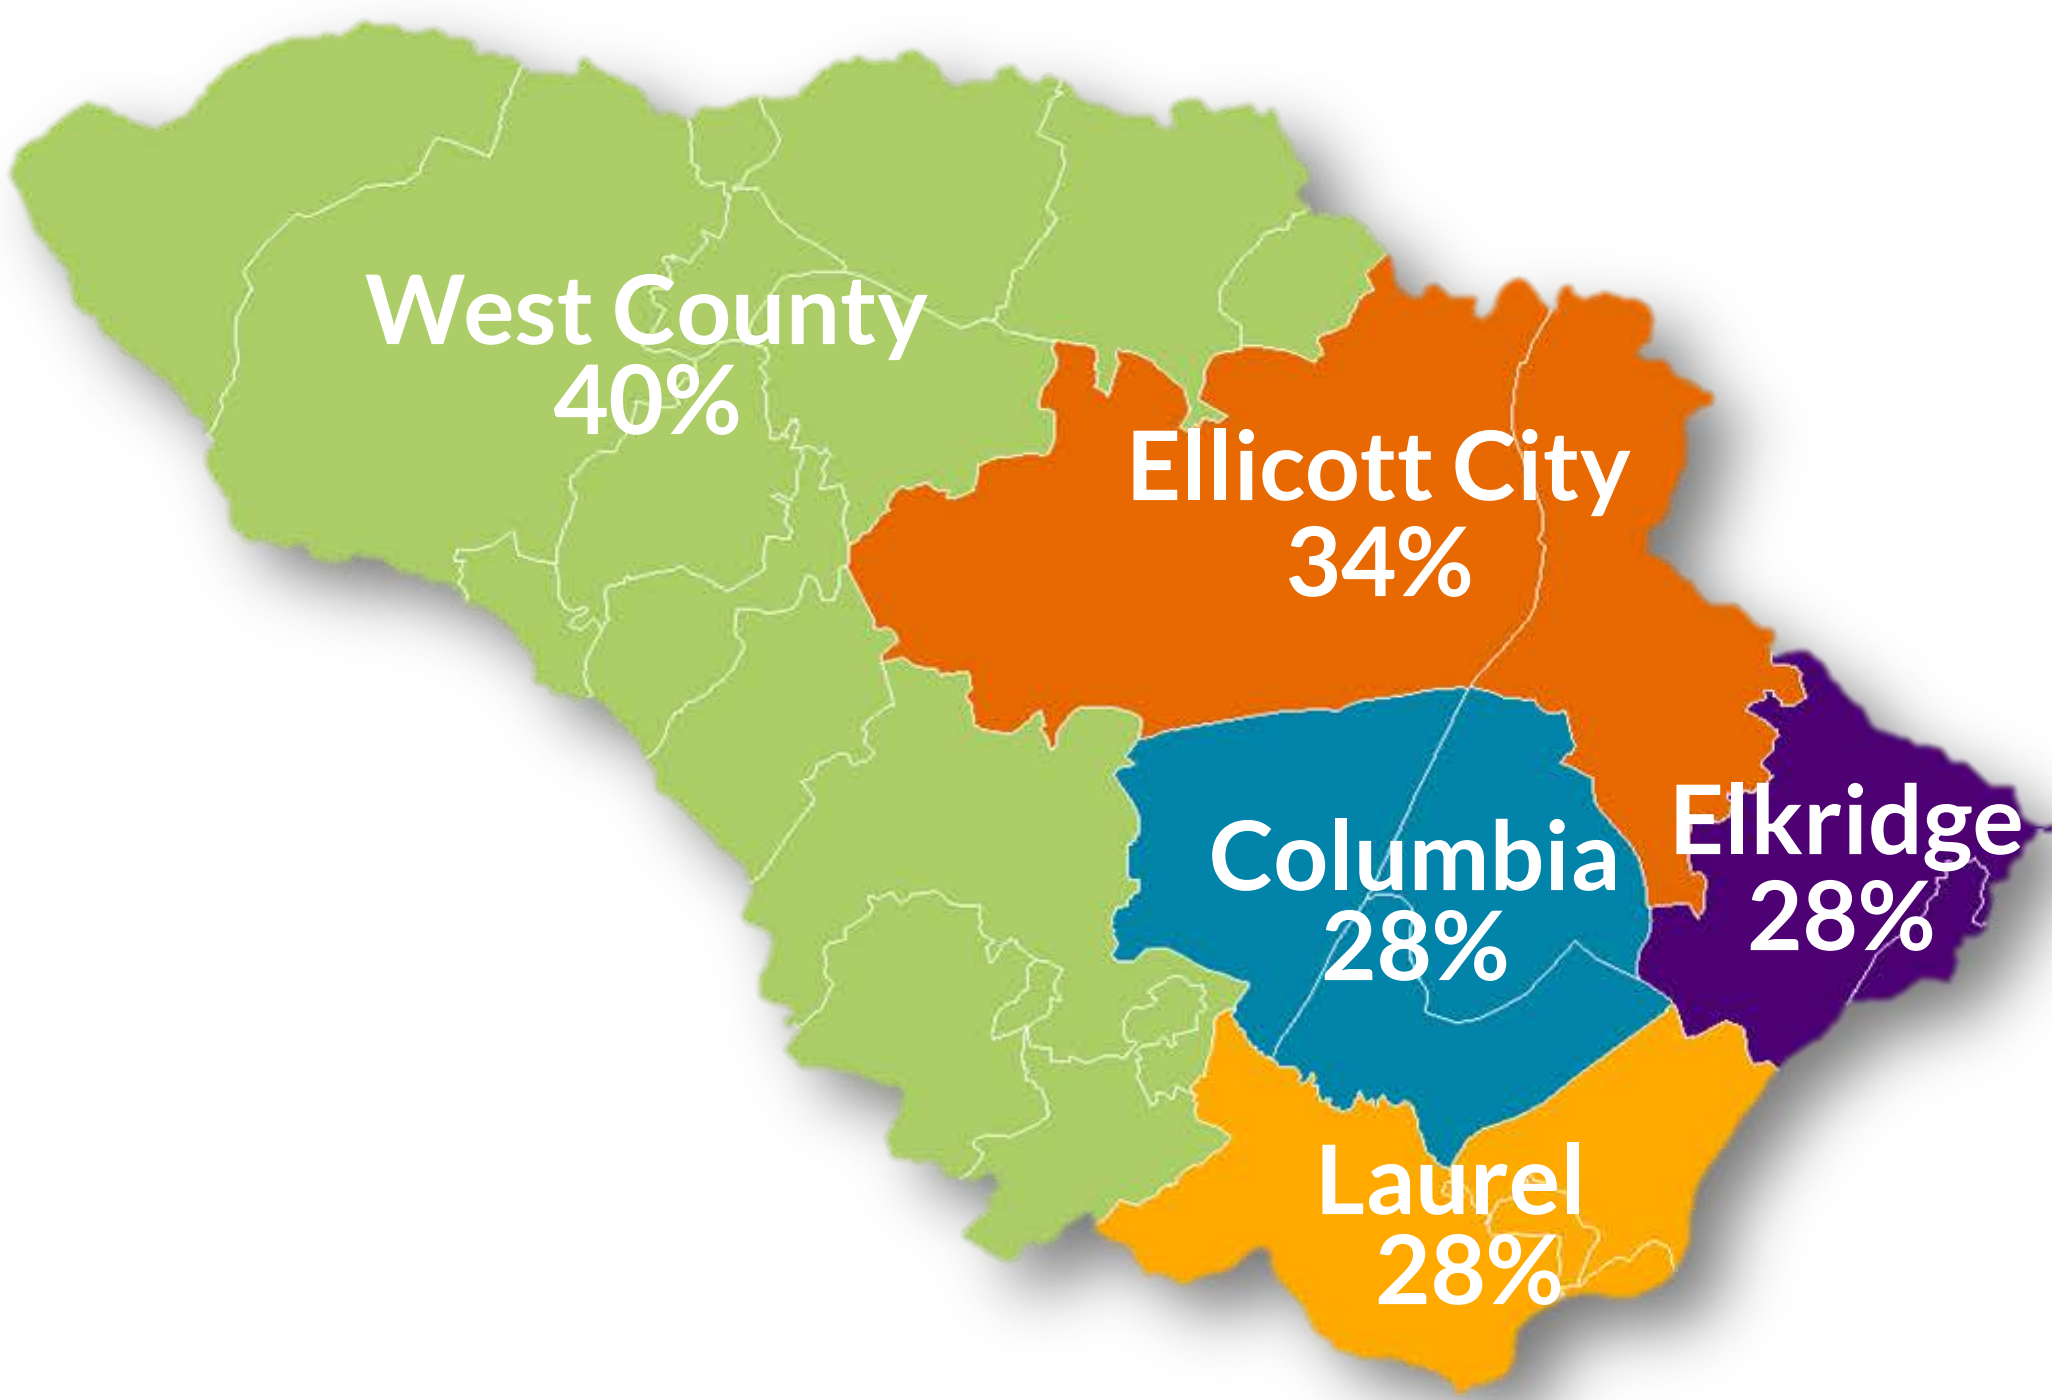 West County
40%
Ellicott City
34%
Columbia
28%
Elkridge
28%
Laurel
28%